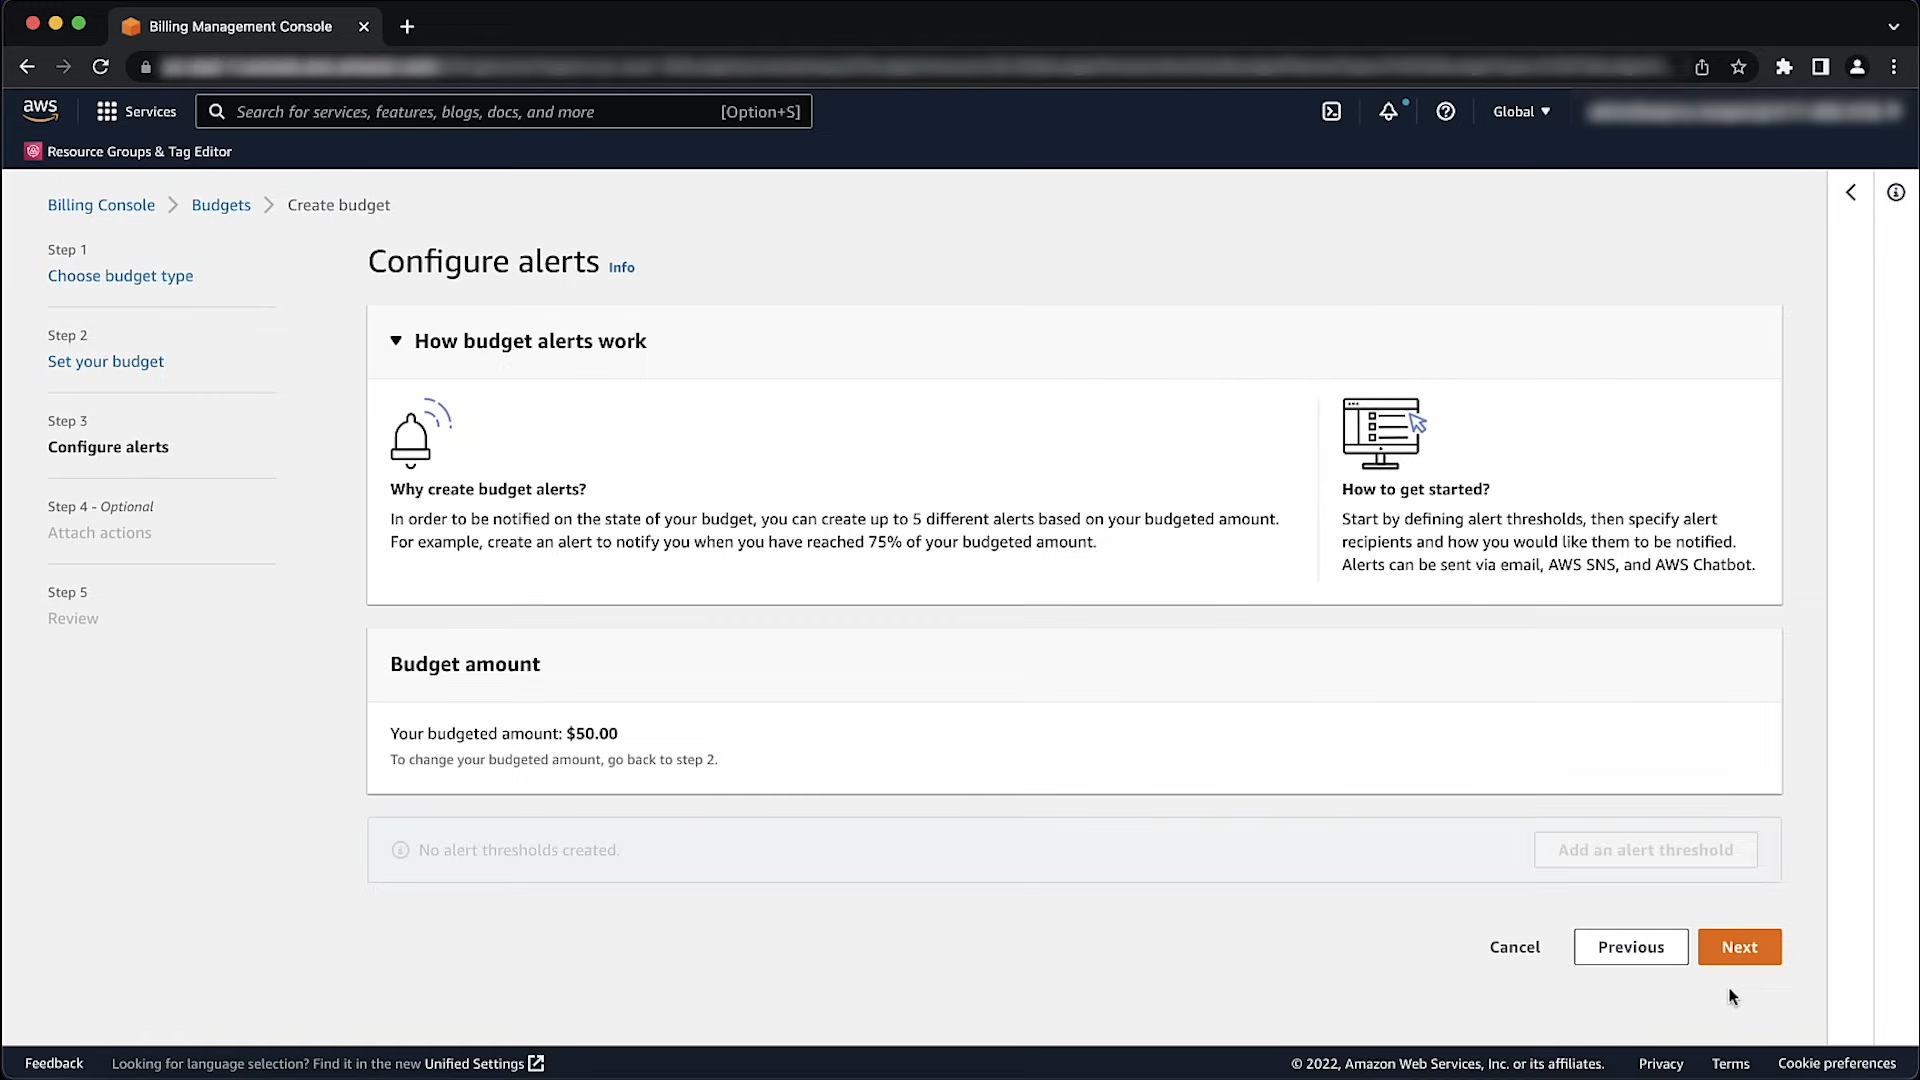 Billing Management Console
aws
Services
Search for services, features, blogs, docs, and more
[Option+S]
Global
Resource Groups & Tag Editor
Billing Console
Budgets
Create budget
Step 1
Choose budget type
Step 2
Set your budget
Step 3
Configure alerts
Step 4 - Optional
Attach actions
Step 5
Review
Configure alerts Info
How budget alerts work
Why create budget alerts?
In order to be notified on the state of your budget, you can create up to 5 different alerts based on your budgeted amount.
For example, create an alert to notify you when you have reached 75% of your budgeted amount.
How to get started?
Start by defining alert thresholds, then specify alert
recipients and how you would like them to be notified.
Alerts can be sent via email, AWS SNS, and AWS Chatbot.
Budget amount
Your budgeted amount: $50.00
To change your budgeted amount, go back to step 2.
No alert thresholds created.
Add an alert threshold
Cancel
Previous
Next
Feedback
Looking for language selection? Find it in the new Unified Settings
© 2022, Amazon Web Services, Inc. or its affiliates.
Privacy
Terms
Cookie preferences